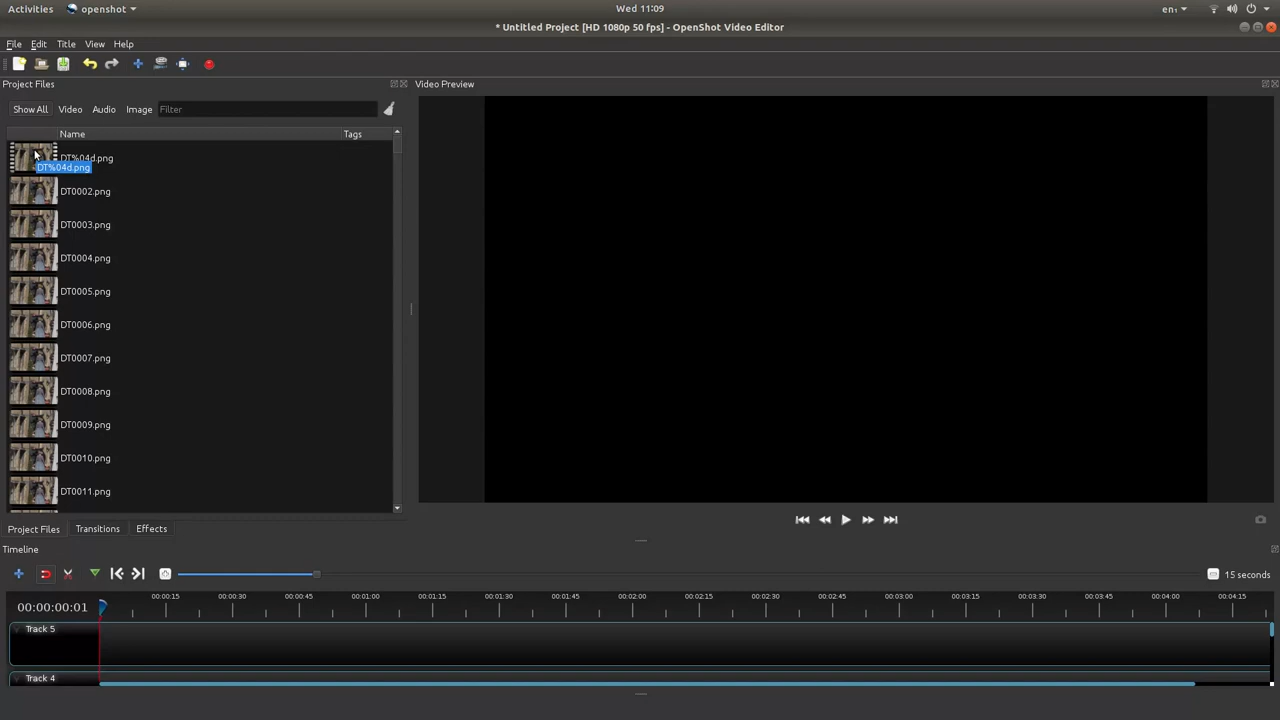 Activities openshot Wed 11:09 en₁
* Untitled Project [HD 1080p 50 fps] - OpenShot Video Editor
File Edit Title View Help
Project Files Video Preview
Show All Video Audio Image Filter
Name Tags
DT%04d.png
DT%04d.png
DT0002.png
DT0003.png
DT0004.png
DT0005.png
DT0006.png
DT0007.png
DT0008.png
DT0009.png
DT0010.png
DT0011.png
Project Files Transitions Effects
Timeline
15 seconds
00:00:00:01 00:00:15 00:00:30 00:00:45 00:01:00 00:01:15 00:01:30 00:01:45 00:02:00 00:02:15 00:02:30 00:02:45 00:03:00 00:03:15 00:03:30 00:03:45 00:04:00 00:04:15
Track 5
Track 4